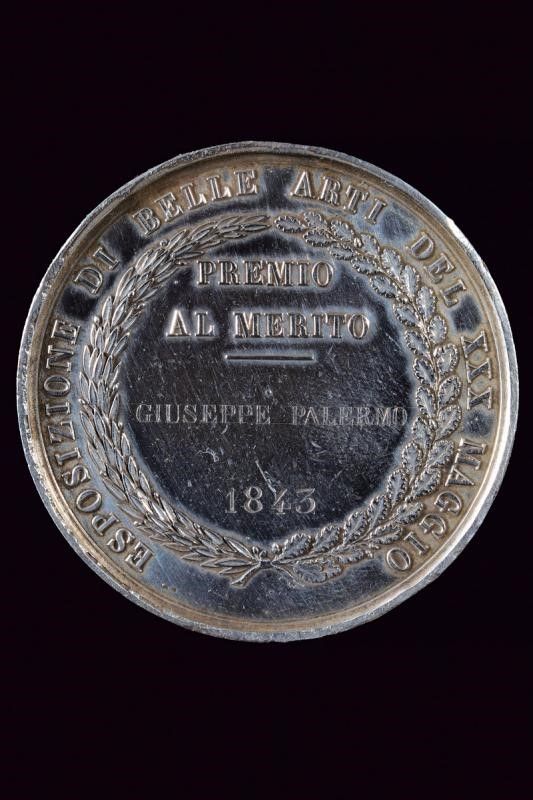 ESPOSIZIONE DI BELLE ARTI DEL XXX MAGGIO
PREMIO
AL MERITO
GIUSEPPE PALERMO
1843